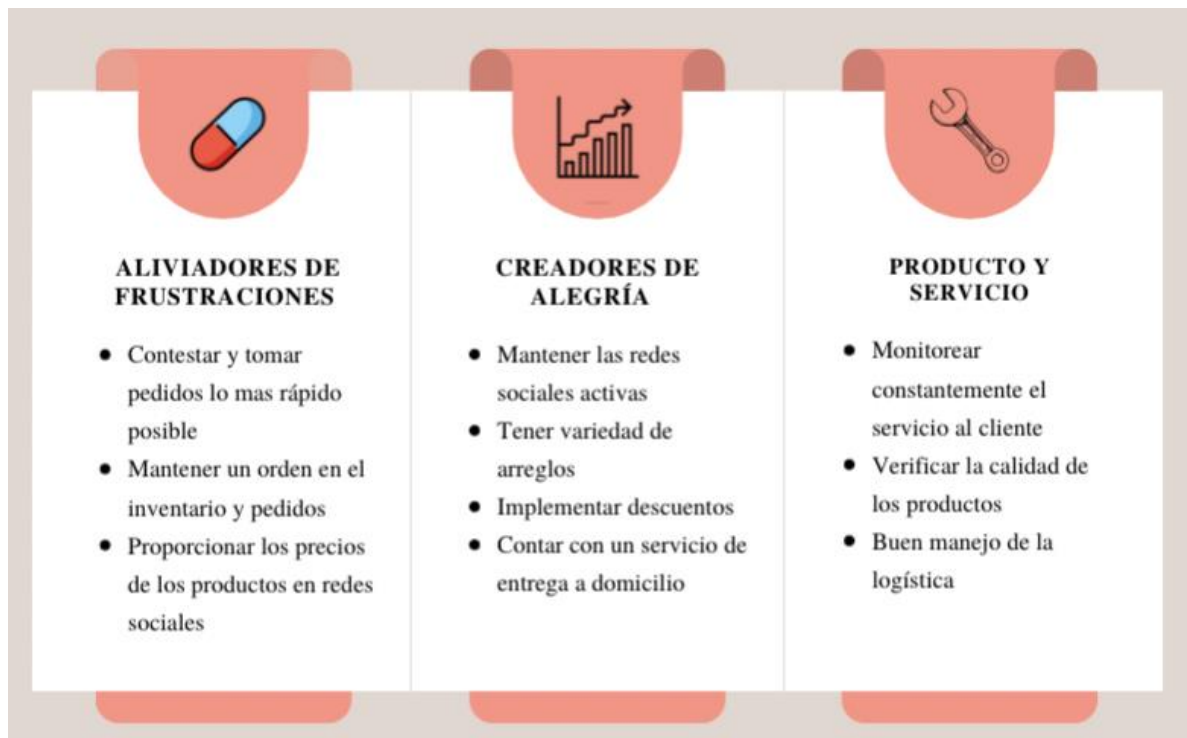 ALIVIADORES DE
FRUSTRACIONES
• Contestar y tomar
pedidos lo mas rápido
posible
• Mantener un orden en el
inventario y pedidos
• Proporcionar los precios
de los productos en redes
sociales
CREADORES DE
ALEGRÍA
• Mantener las redes
sociales activas
• Tener variedad de
arreglos
• Implementar descuentos
• Contar con un servicio de
entrega a domicilio
PRODUCTO Y
SERVICIO
• Monitorear
constantemente el
servicio al cliente
• Verificar la calidad de
los productos
• Buen manejo de la
logística